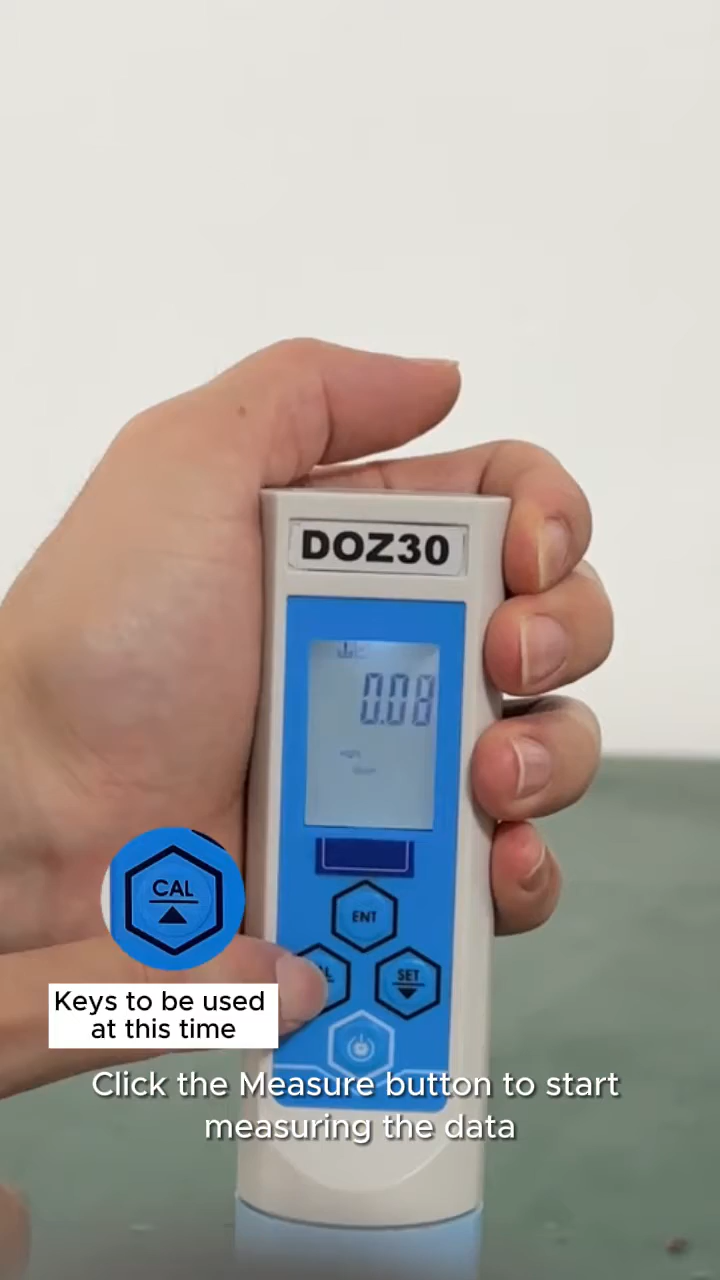 DOZ30
0.08
CAL
ENT
SET
Keys to be used
at this time
Click the Measure button to start
measuring the data